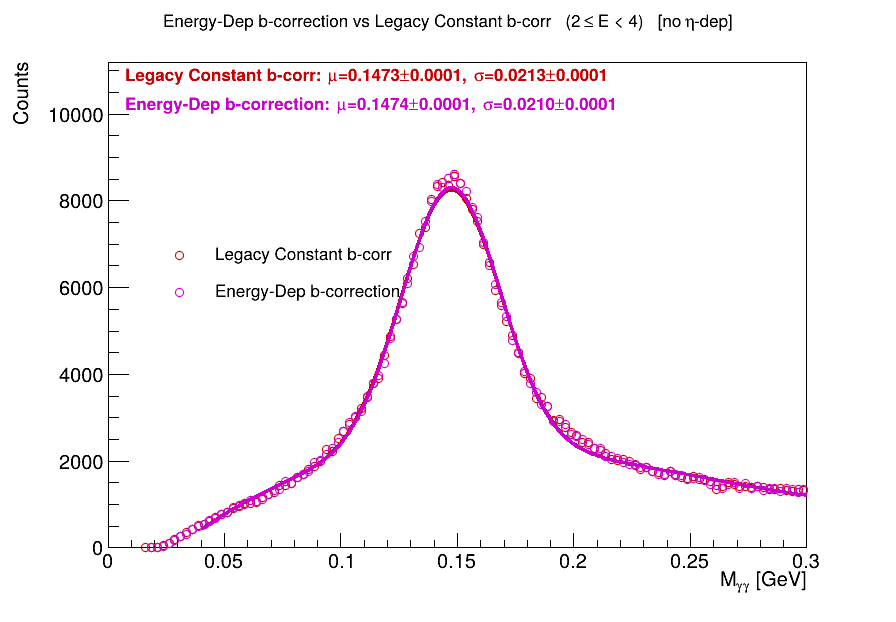 Energy-Dep b-correction vs Legacy Constant b-corr (2 ≤ E < 4) [no η-dep]
Counts
Legacy Constant b-corr: μ=0.1473±0.0001, σ=0.0213±0.0001
Energy-Dep b-correction: μ=0.1474±0.0001, σ=0.0210±0.0001
10000
8000
6000
4000
2000
0
Legacy Constant b-corr
Energy-Dep b-correction
0 0.05 0.1 0.15 0.2 0.25 0.3
Mγγ [GeV]